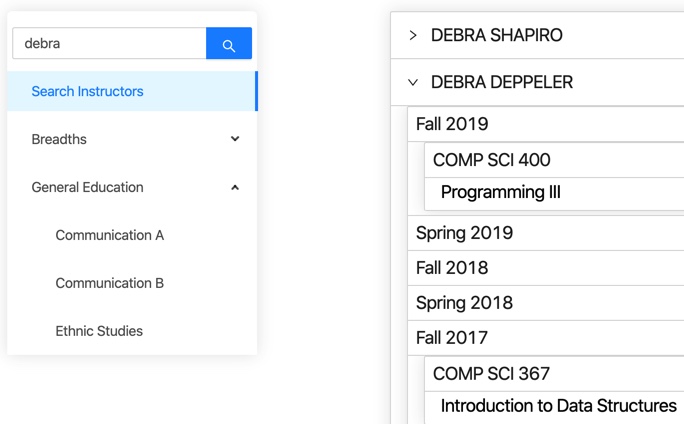 debra
Search Instructors
Breadths
General Education
Communication A
Communication B
Ethnic Studies
DEBRA SHAPIRO
DEBRA DEPPELER
Fall 2019
COMP SCI 400
Programming III
Spring 2019
Fall 2018
Spring 2018
Fall 2017
COMP SCI 367
Introduction to Data Structures